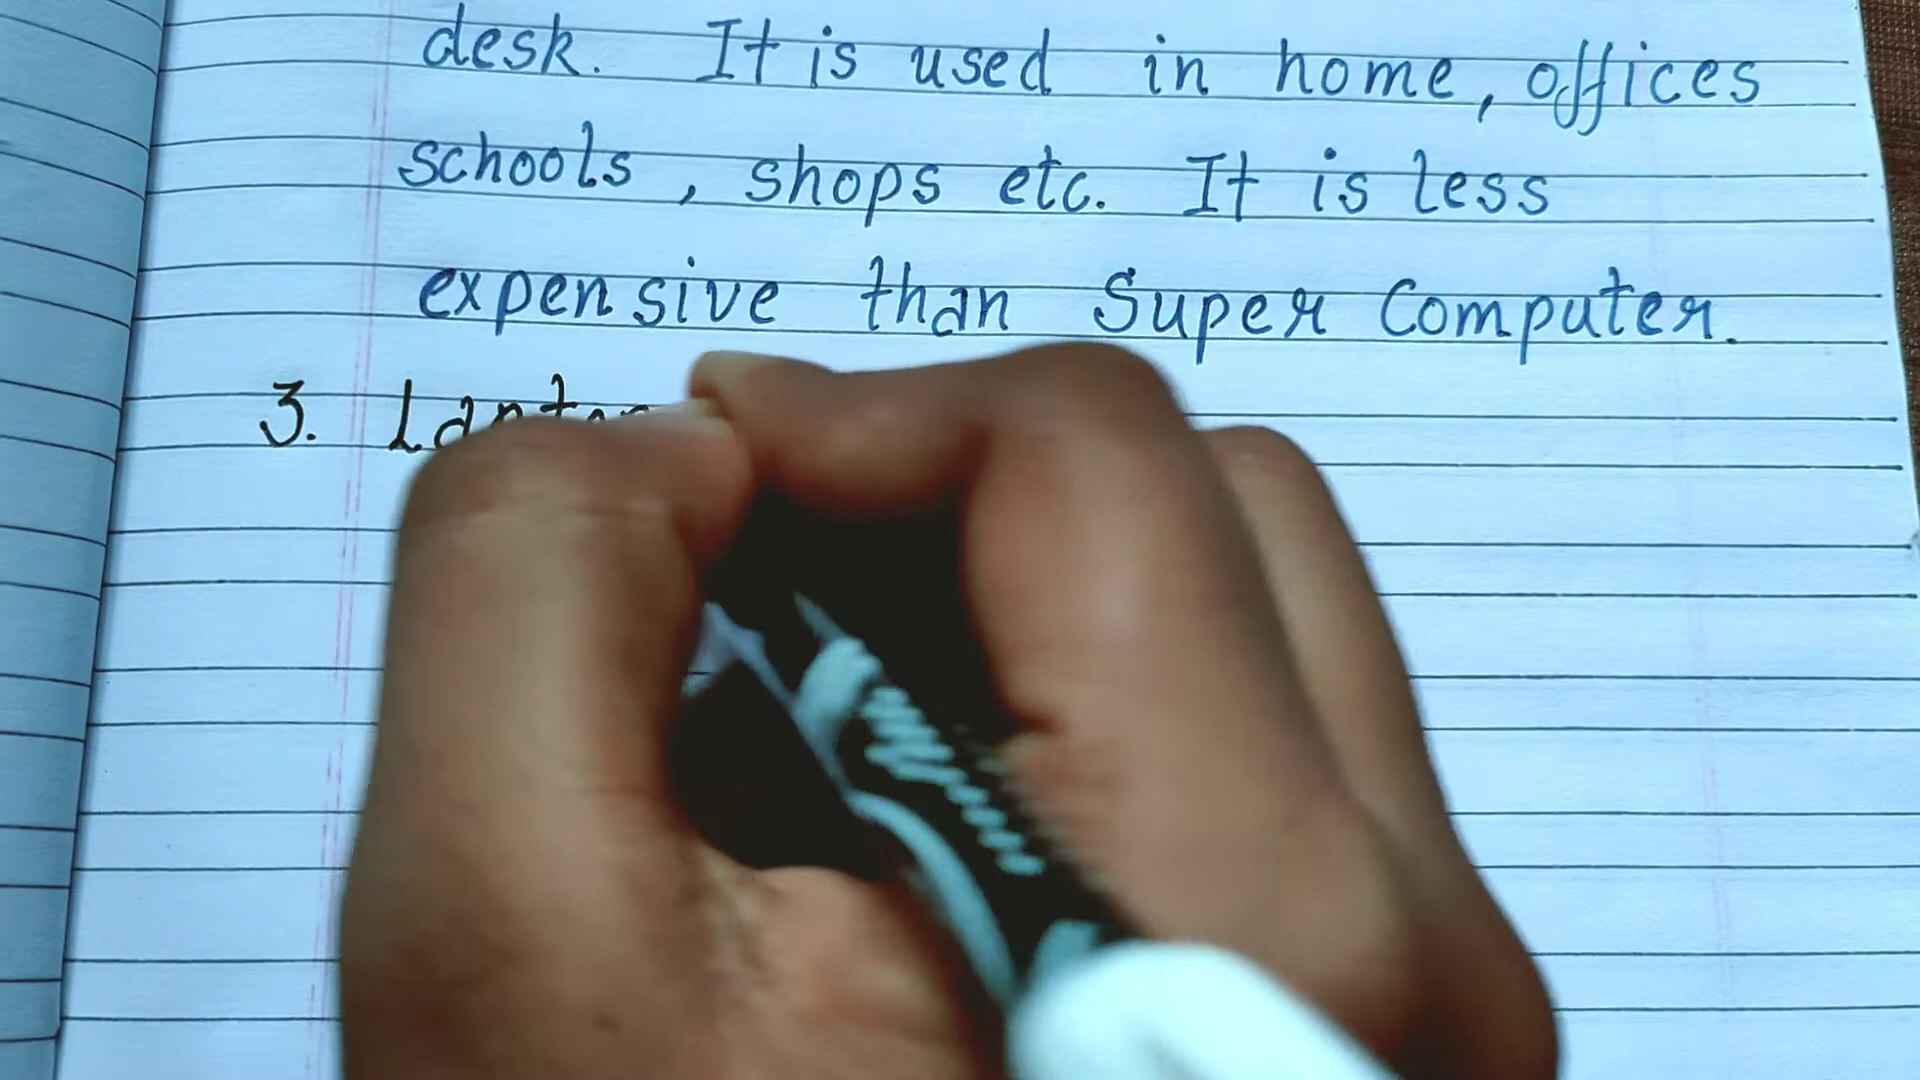 desk. It is used in home, offices
schools, shops etc. It is less
expensive than Super Computer.
3.